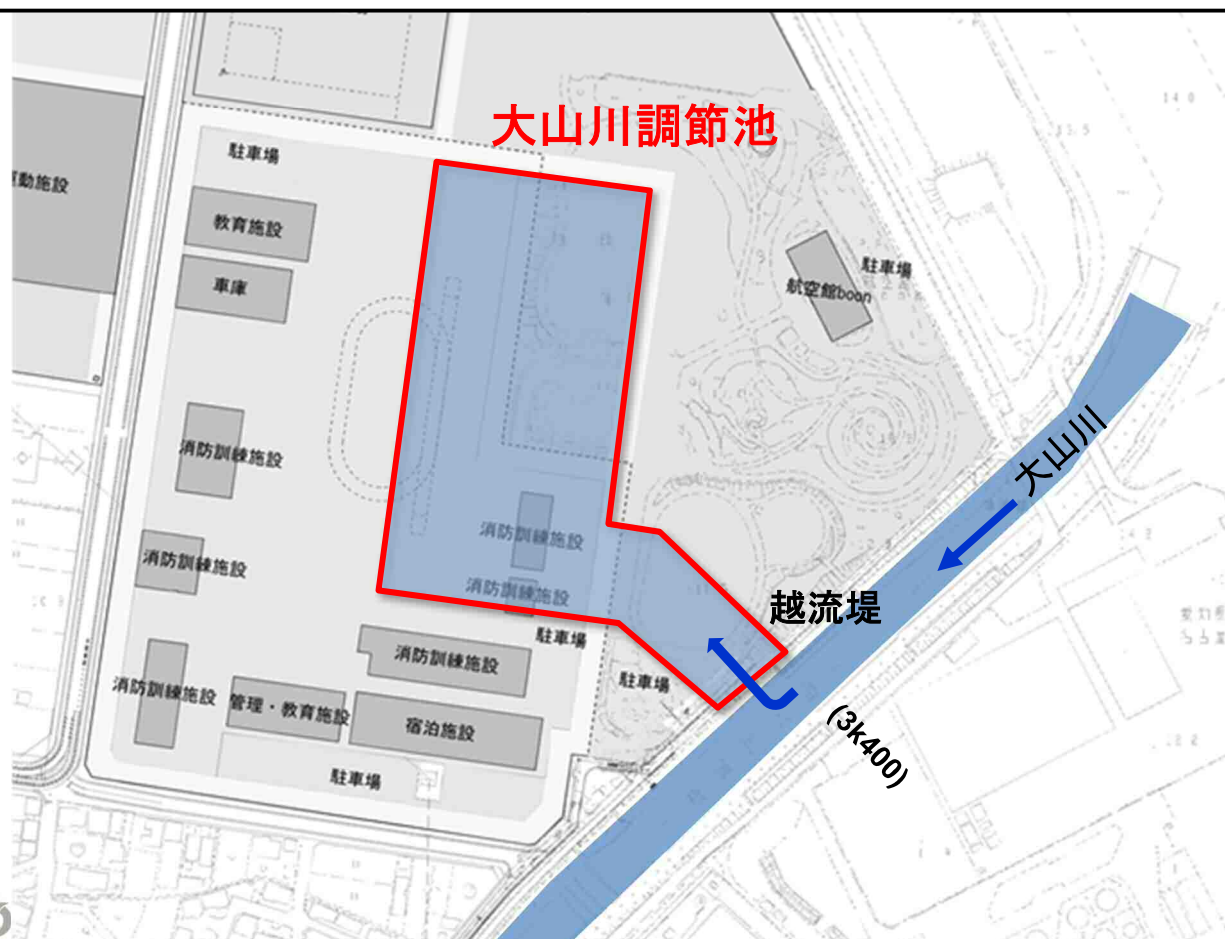 大山川調節池
駐車場
教育施設
車庫
航空館boon
駐車場
大山川
消防訓練施設
消防訓練施設
消防訓練施設
消防訓練施設
越流堤
駐車場
消防訓練施設
駐車場
消防訓練施設
管理・教育施設
宿泊施設
(3k400)
駐車場